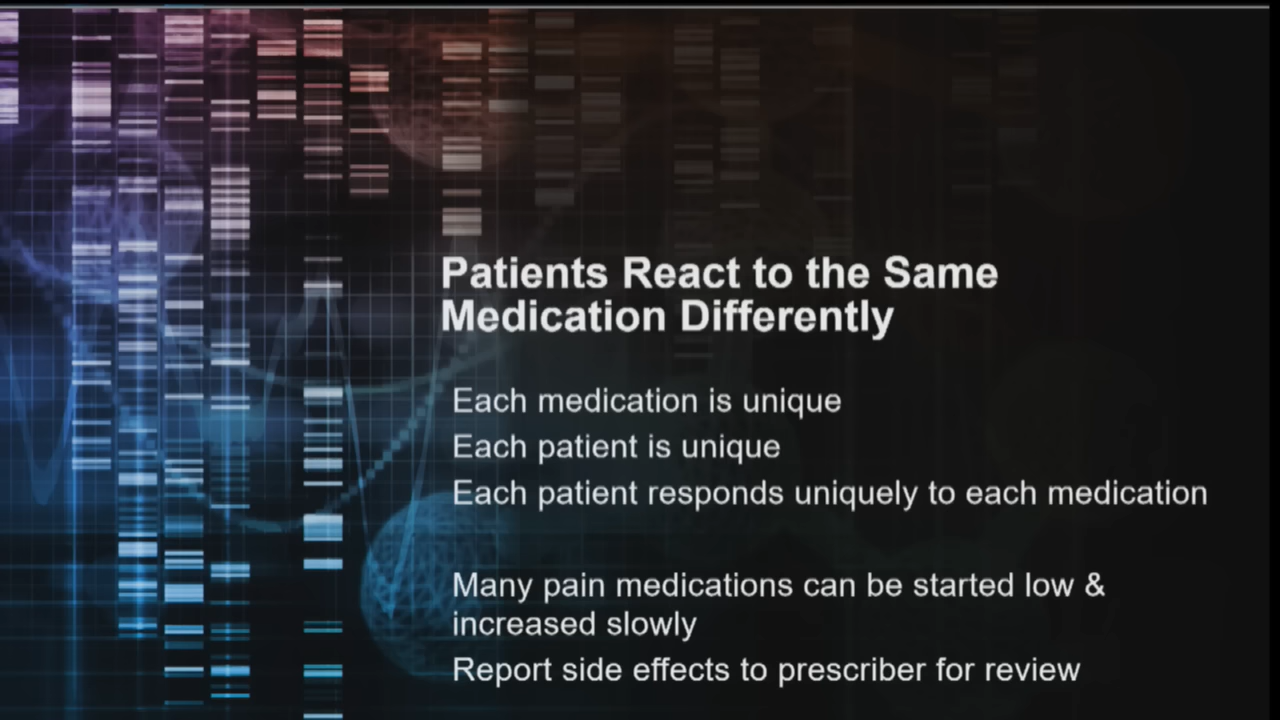 Patients React to the Same
Medication Differently
Each medication is unique
Each patient is unique
Each patient responds uniquely to each medication
Many pain medications can be started low &
increased slowly
Report side effects to prescriber for review